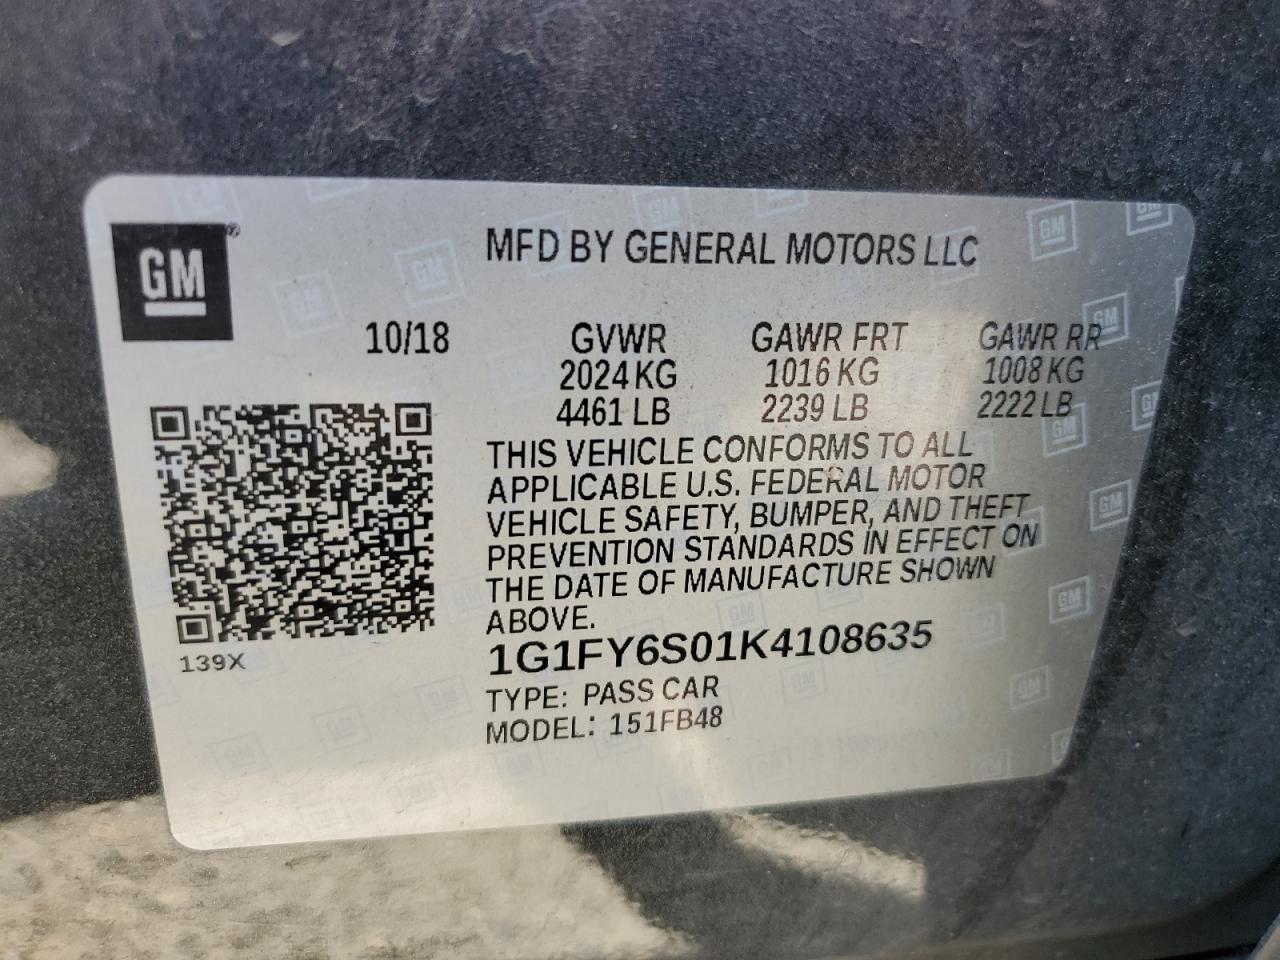 GM®
MFD BY GENERAL MOTORS LLC
10/18 GVWR GAWR FRT GAWR RR
2024 KG 1016 KG 1008 KG
4461 LB 2239 LB 2222 LB
THIS VEHICLE CONFORMS TO ALL
APPLICABLE U.S. FEDERAL MOTOR
VEHICLE SAFETY, BUMPER, AND THEFT
PREVENTION STANDARDS IN EFFECT ON
THE DATE OF MANUFACTURE SHOWN
ABOVE.
139X
1G1FY6S01K4108635
TYPE: PASS CAR
MODEL: 151FB48